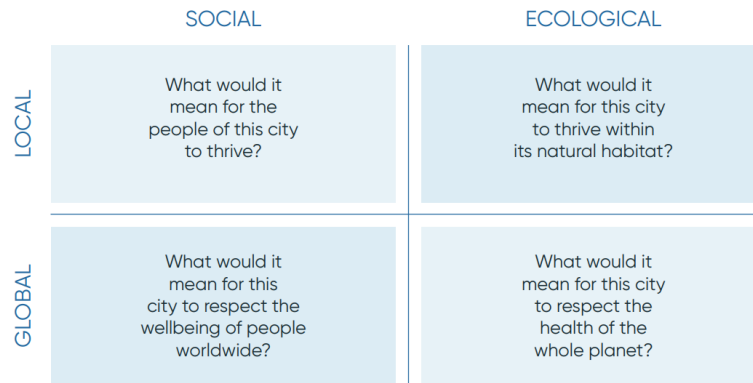 SOCIAL
ECOLOGICAL
LOCAL
What would it
mean for the
people of this city
to thrive?
What would it
mean for this city
to thrive within
its natural habitat?
GLOBAL
What would it
mean for this
city to respect the
wellbeing of people
worldwide?
What would it
mean for this city
to respect the
health of the
whole planet?